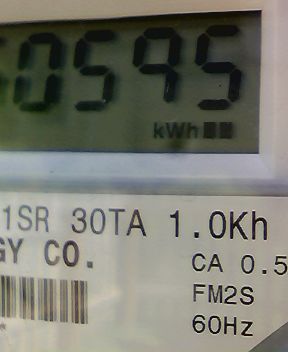 0595
kWh
1SR 30TA 1.0Kh
GY CO.
CA 0.5
FM2S
60Hz